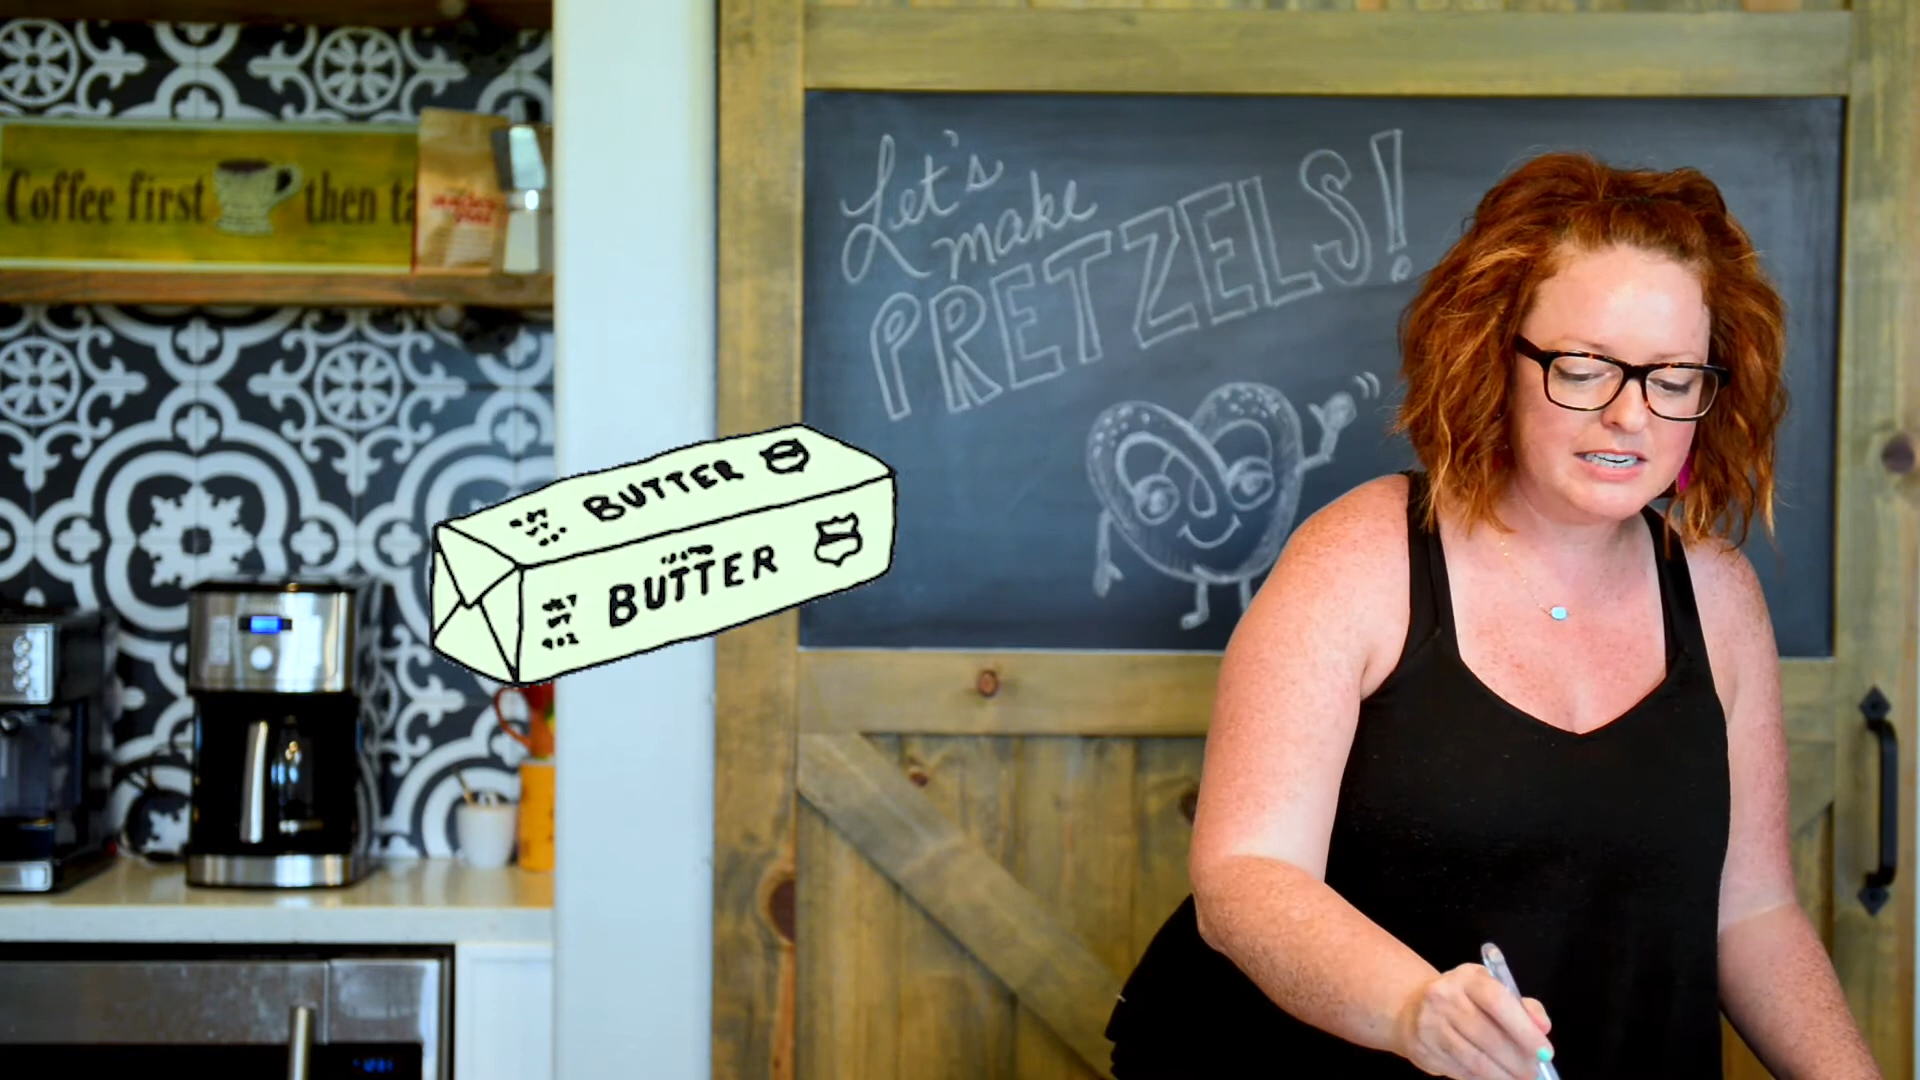 Coffee first then ta
Let's
make
PRETZELS!
BUTTER
BUTTER